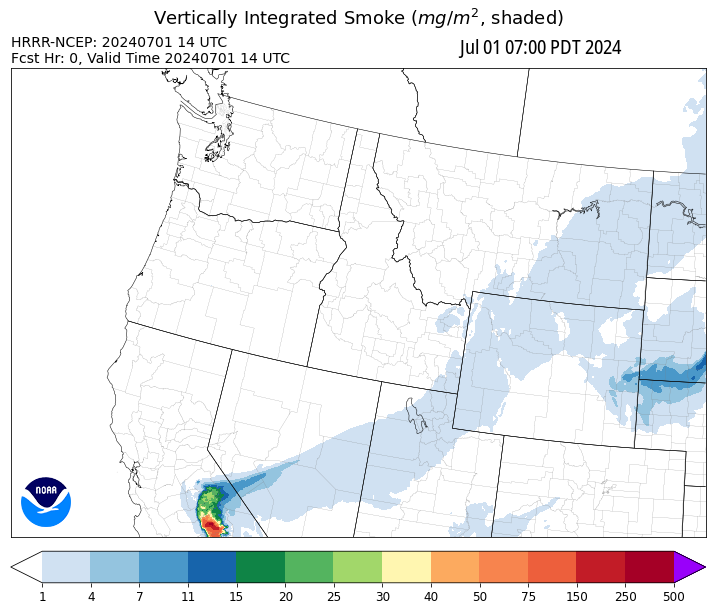 Vertically Integrated Smoke (mg/m², shaded)
HRRR-NCEP: 20240701 14 UTC
Fcst Hr: 0, Valid Time 20240701 14 UTC
Jul 01 07:00 PDT 2024
NOAA
1 4 7 11 15 20 25 30 40 50 75 150 250 500